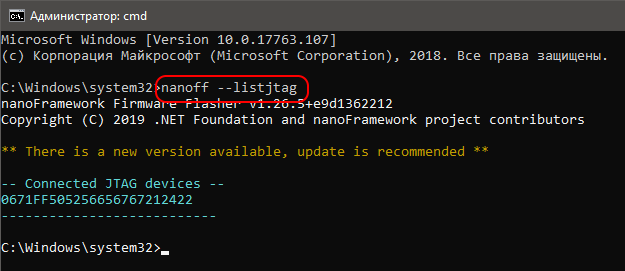 Администратор: cmd
Microsoft Windows [Version 10.0.17763.107]
(c) Корпорация Майкрософт (Microsoft Corporation), 2018. Все права защищены.
C:\Windows\system32>nanoff --listjtag
nanoFramework Firmware Flasher v1.26.5+e9d1362212
Copyright (C) 2019 .NET Foundation and nanoFramework project contributors
** There is a new version available, update is recommended **
-- Connected JTAG devices --
0671FF505256656767212422
---------------------------
C:\Windows\system32>